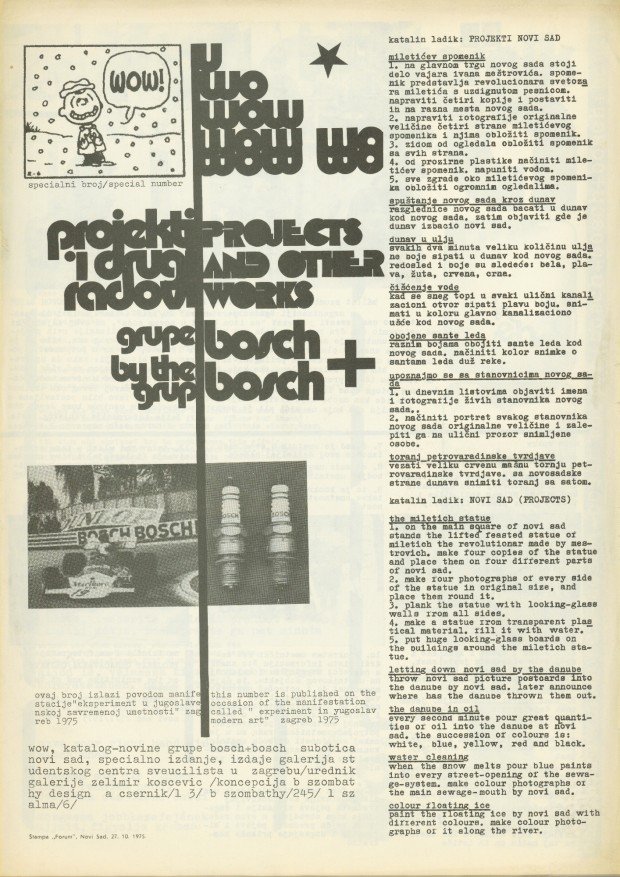 WOW!
specialni broj/special number
U
WO
WOW
WOW WO
projekti PROJECTS
i drugi AND OTHER
radovi WORKS
grupe bosch
by the bosch +
grup
BOSCH BOSCH
BOSCH
ovaj broj izlazi povodom manife
stacije"eksperiment u jugoslave
nskoj savremenoj umetnosti" zag
reb 1975
this number is published on the
occasion of the manifestation
called " experiment in yugoslav
modern art"  zagreb 1975
wow, katalog-novine grupe bosch+bosch subotica
novi sad, specialno izdanje, izdaje galerija st
udentskog centra sveucilista u zagrebu/urednik
galerije zelimir koscevic /koncepcija b szombat
hy design a csernik/l 3/ b szombathy/245/ l sz
alma/6/
Štampa „Forum", Novi Sad, 27. 10. 1975.
katalin ladik: PROJEKTI NOVI SAD
miletićev spomenik
1. na glavnom trgu novog sada stoji
delo vajara ivana meštrovića. spome-
nik predstavlja revolucionara svetoza
ra miletića s uzdignutom pesnicom.
napraviti četiri kopije i postaviti
ih na razna mesta novog sada.
2. napraviti fotografije originalne
veličine četiri strane miletićevog
spomenika i njima obložiti spomenik.
3. zidom od ogledala obložiti spomenik
sa svih strana.
4. od prozirne plastike načiniti mile-
tićev spomenik. napuniti vodom.
5. sve zgrade oko miletićevog spomeni-
ka obložiti ogromnim ogledalima.
spuštanje novog sada kroz dunav
razglednice novog sada bacati u dunav
kod novog sada. zatim objaviti gde je
dunav izbacio novi sad.
dunav u ulju
svakih dva minuta veliku količinu ulja
ne boje sipati u dunav kod novog sada.
redosled i boje su sledeće: bela, pla-
va, žuta, crvena, crna.
čišćenje vode
kad se sneg topi u svaki ulični kanali
zacioni otvor sipati plavu boju. sni-
mati u koloru glavno kanalizaciono
ušće kod novog sada.
obojene sante leda
raznim bojama obojiti sante leda kod
novog sada. načiniti kolor snimke o
santama leda duž reke.
upoznajmo se sa stanovnicima novog sa-
da
1. u dnevnim listovima objaviti imena
i fotografije živih stanovnika novog
sada..
2. načiniti portret svakog stanovnika
novog sada originalne veličine i zale-
piti ga na ulični prozor snimljene
osobe.
toranj petrovaradinske tvrdjave
vezati veliku crvenu mašnu tornju pet-
rovaradinske tvrdjave. sa novosadske
strane dunava snimiti toranj sa satom.
katalin ladik: NOVI SAD (PROJECTS)
the miletich statue
1. on the main square of novi sad
stands the lifted feasted statue of
miletich the revolutionar made by mes-
trovich. make four copies of the statue
and place them on four different parts
of novi sad.
2. make four photographs of every side
of the statue in original size, and
place them round it.
3. plank the statue with looking-glass
walls from all sides.
4. make a statue from transparent plas
tical material. fill it with water.
5. put huge looking-glass boards on
the buildings around the miletich sta-
tue.
letting down novi sad by the danube
throw novi sad picture postcards into
the danube by novi sad. later announce
where has the danube thrown them out.
the danube in oil
every second minute pour great quanti-
ties of oil into the danube at novi
sad. the succession of colours is:
white, blue, yellow, red and black.
water cleaning
when the snow melts pour blue paints
into every street-opening of the sewa-
ge-system. make colour photographs of
the main sewage-mouth by novi sad.
colour floating ice
paint the floating ice by novi sad with
different colours. make colour photo-
graphs of it along the river.